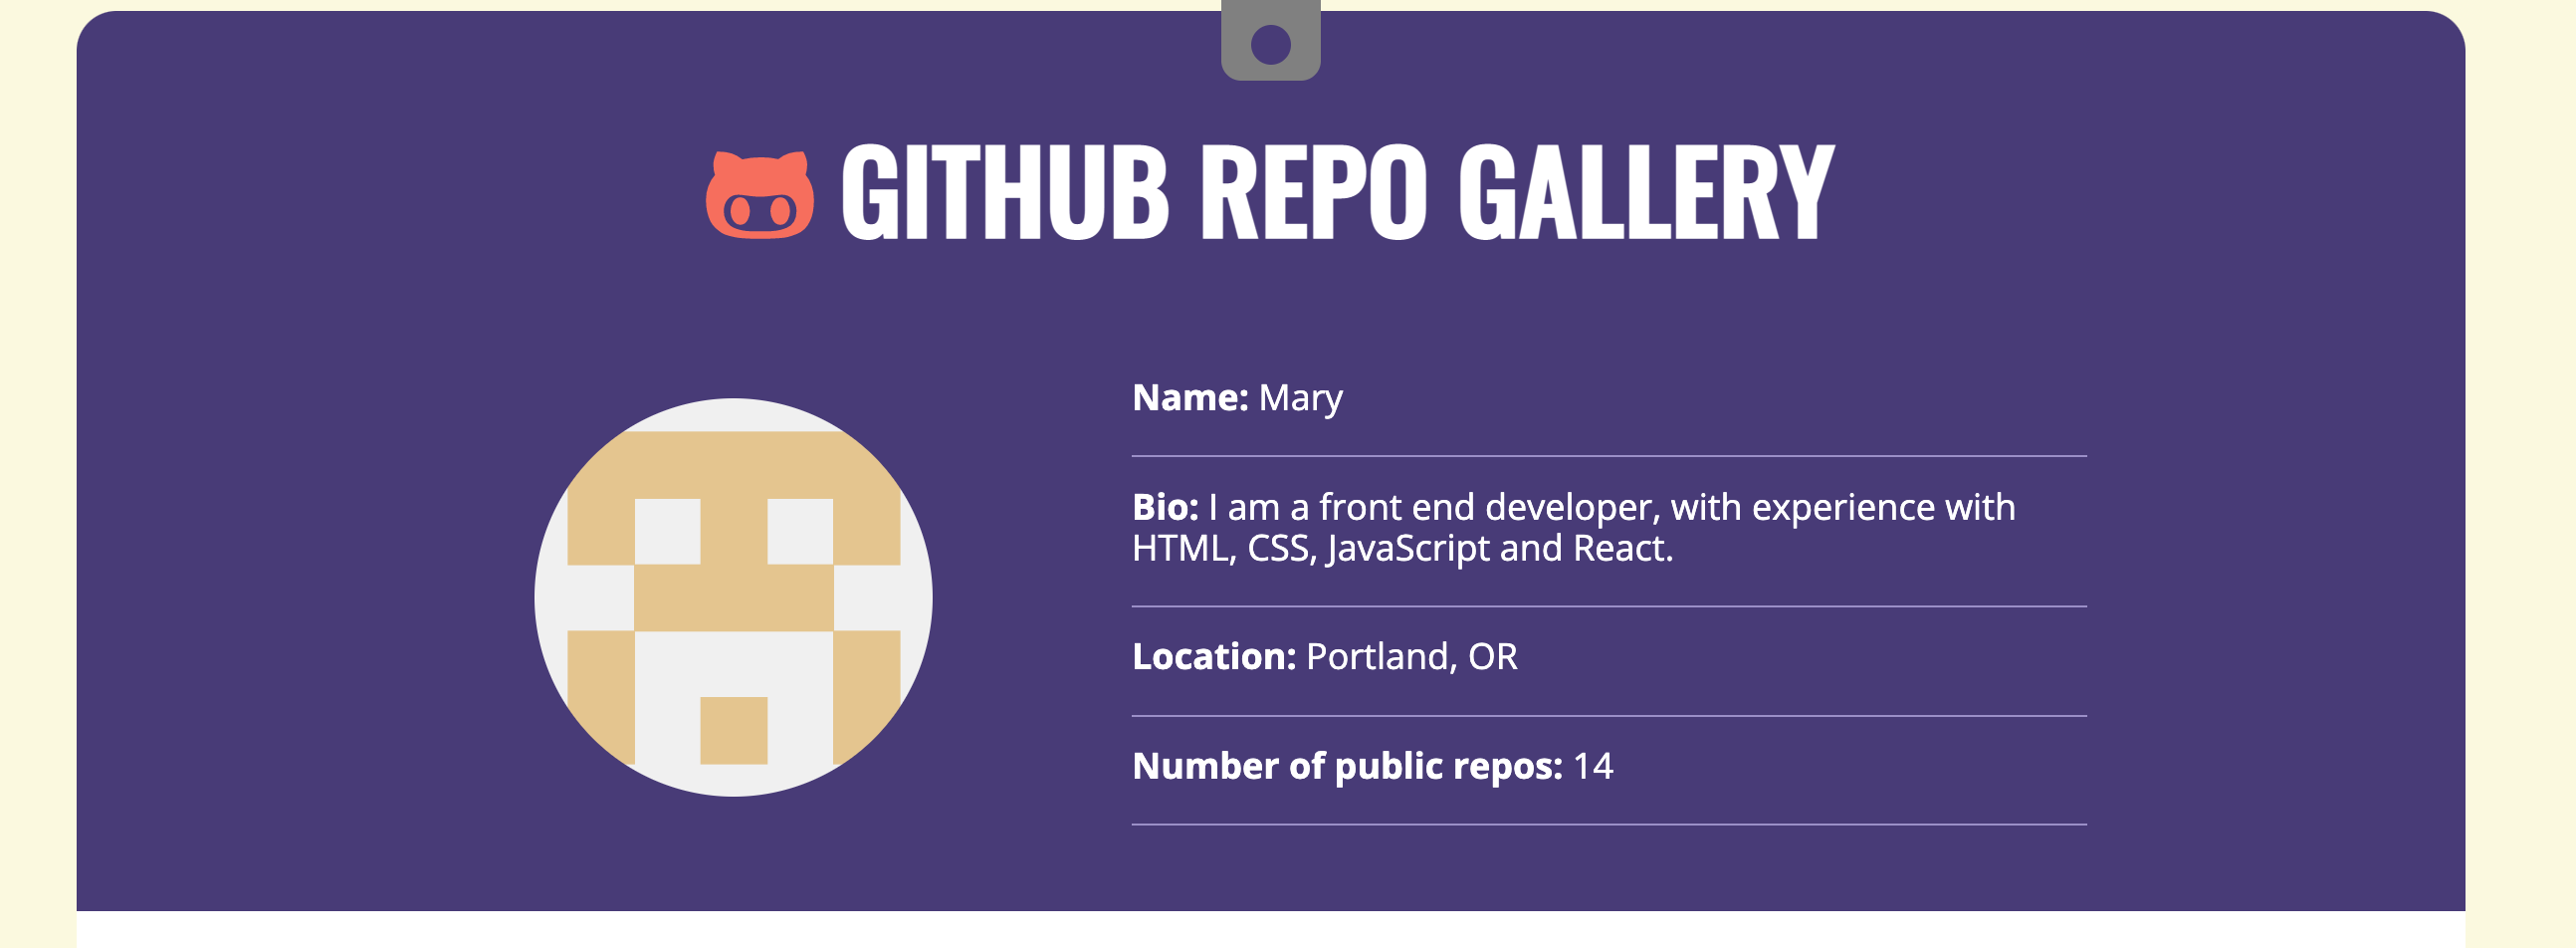 GITHUB REPO GALLERY
Name: Mary
Bio: I am a front end developer, with experience with
HTML, CSS, JavaScript and React.
Location: Portland, OR
Number of public repos: 14